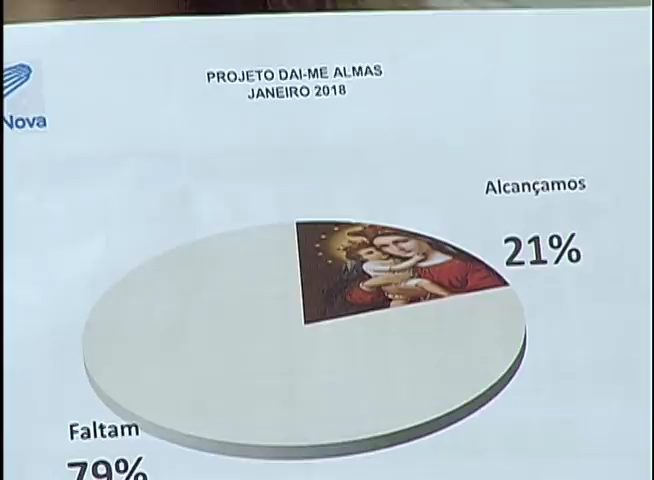 PROJETO DAI-ME ALMAS
JANEIRO 2018
Nova
Alcançamos
21%
Faltam
79%